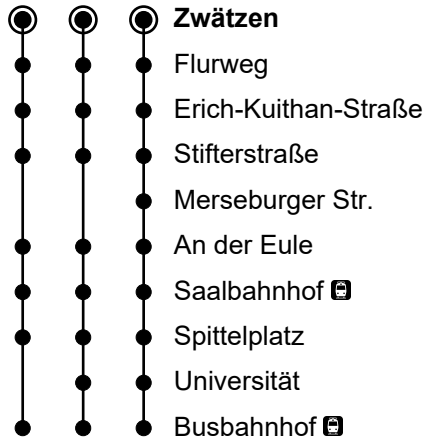 Zwätzen
Flurweg
Erich-Kuithan-Straße
Stifterstraße
Merseburger Str.
An der Eule
Saalbahnhof
Spittelplatz
Universität
Busbahnhof